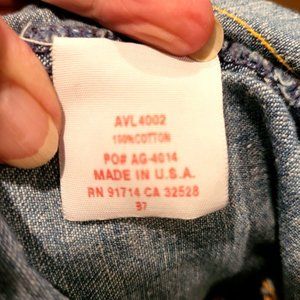 AVL4002
100%COTTON
PO# AG-4014
MADE IN U.S.A.
RN 91714 CA 32528
37